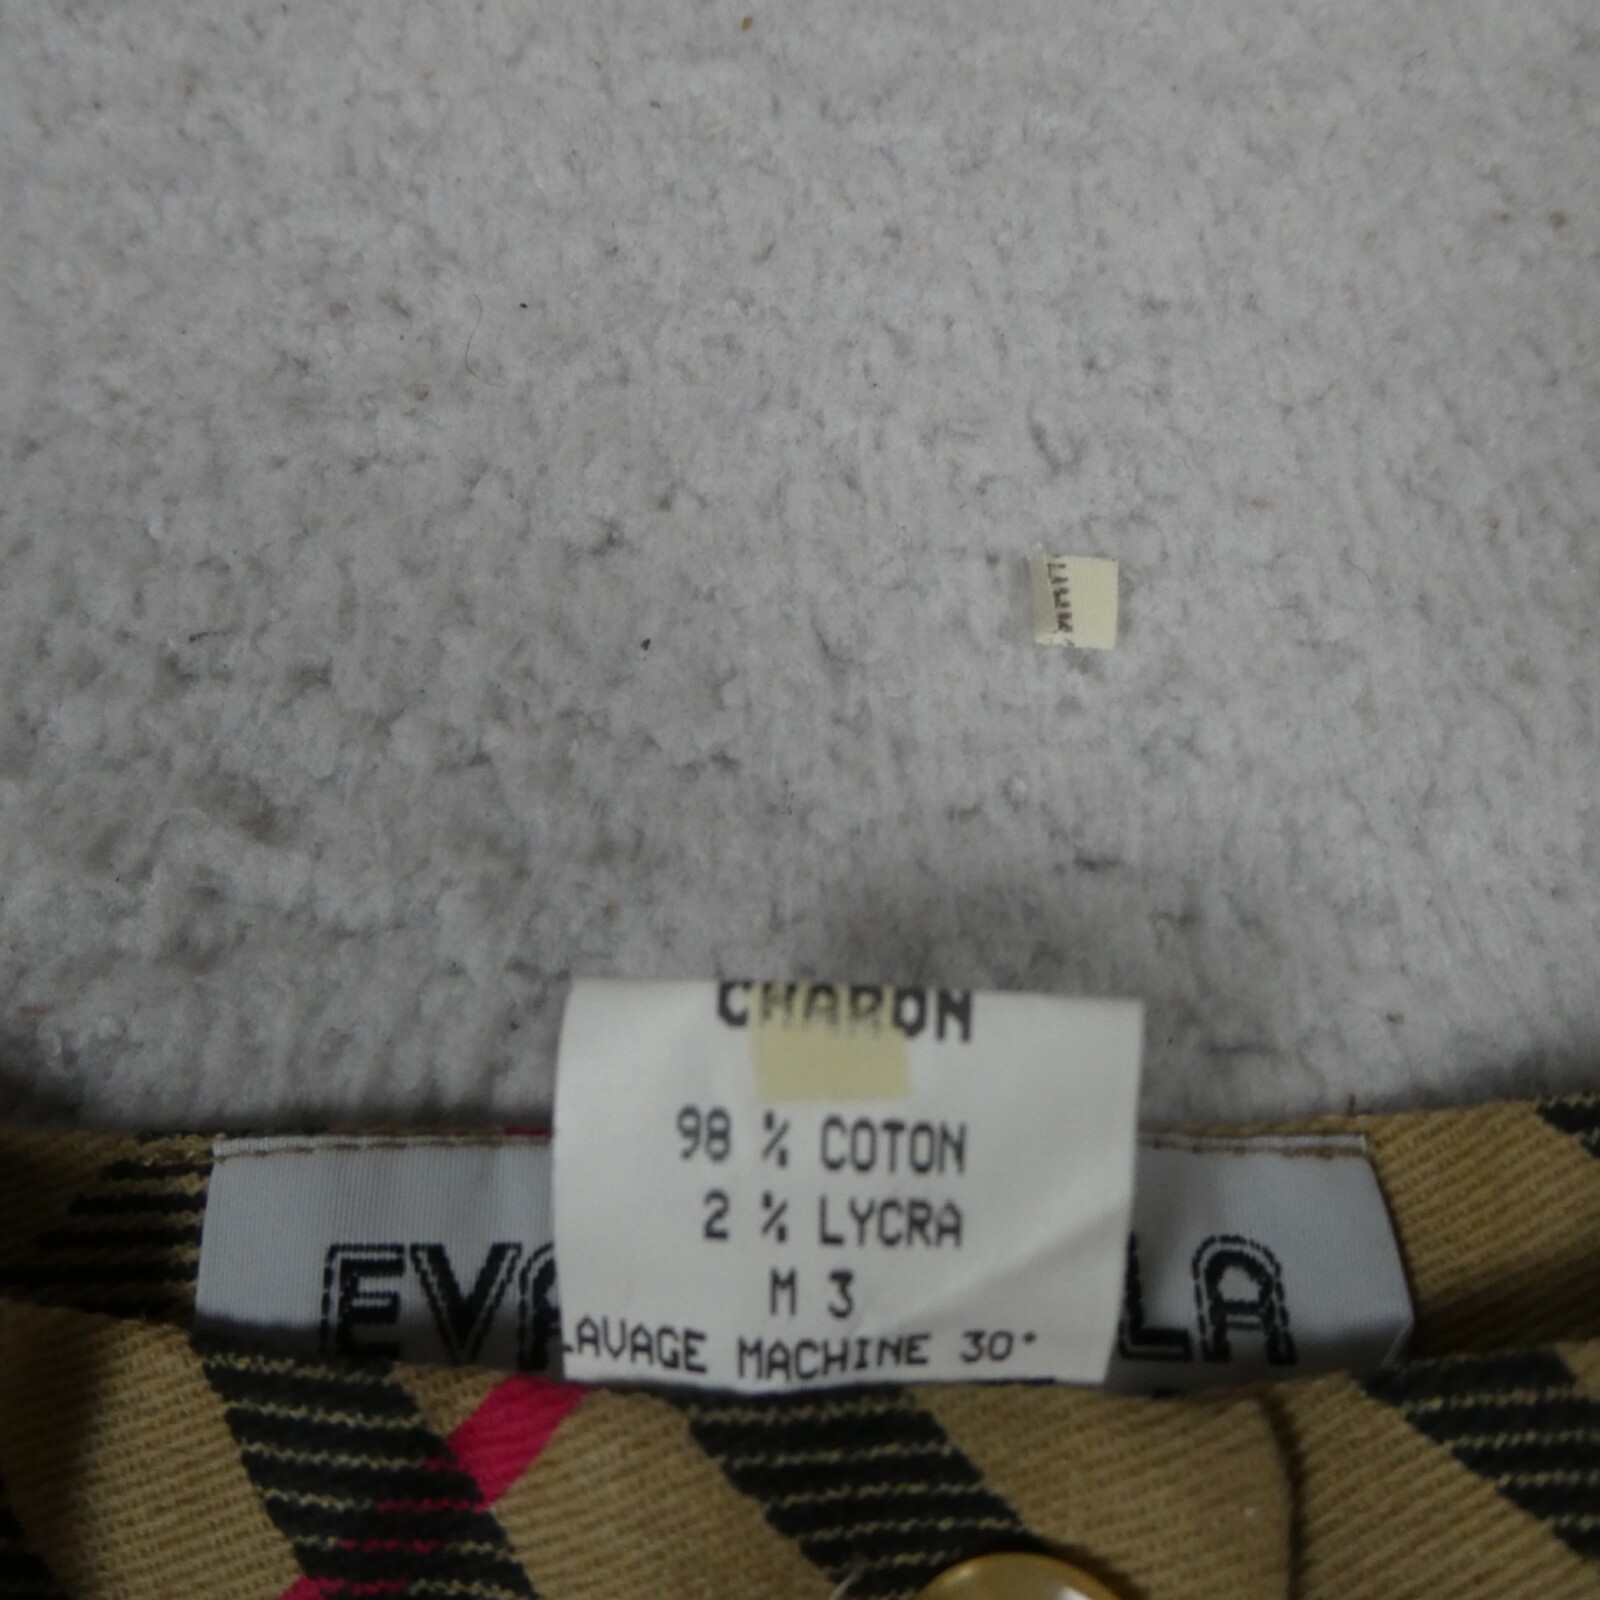 CHARON
98 % COTON
2 % LYCRA
M 3
LAVAGE MACHINE 30°